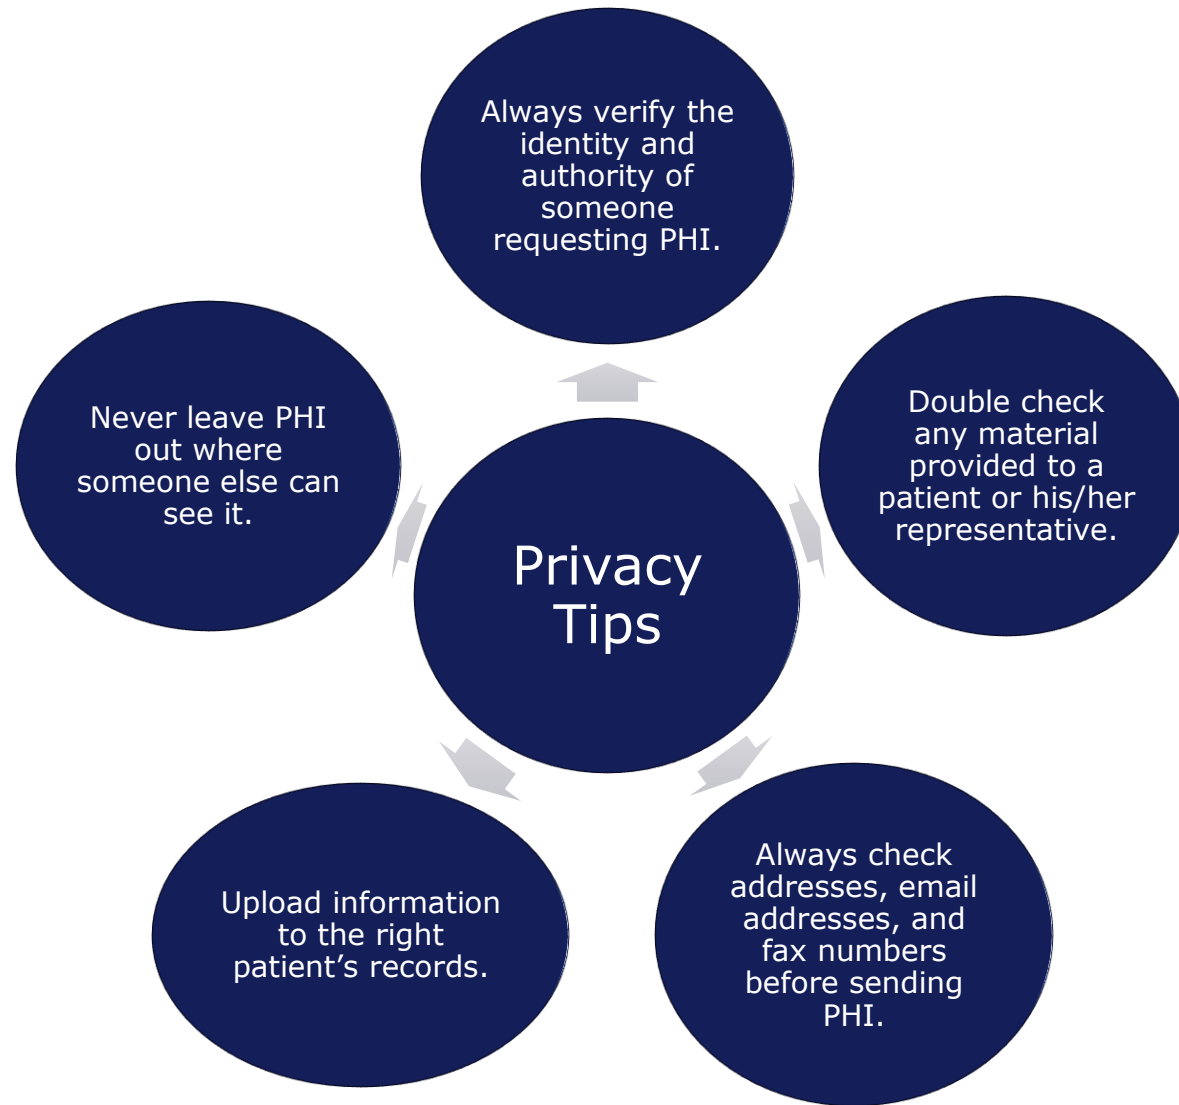 Always verify the
identity and
authority of
someone
requesting PHI.
Never leave PHI
out where
someone else can
see it.
Double check
any material
provided to a
patient or his/her
representative.
Privacy
Tips
Upload information
to the right
patient’s records.
Always check
addresses, email
addresses, and
fax numbers
before sending
PHI.